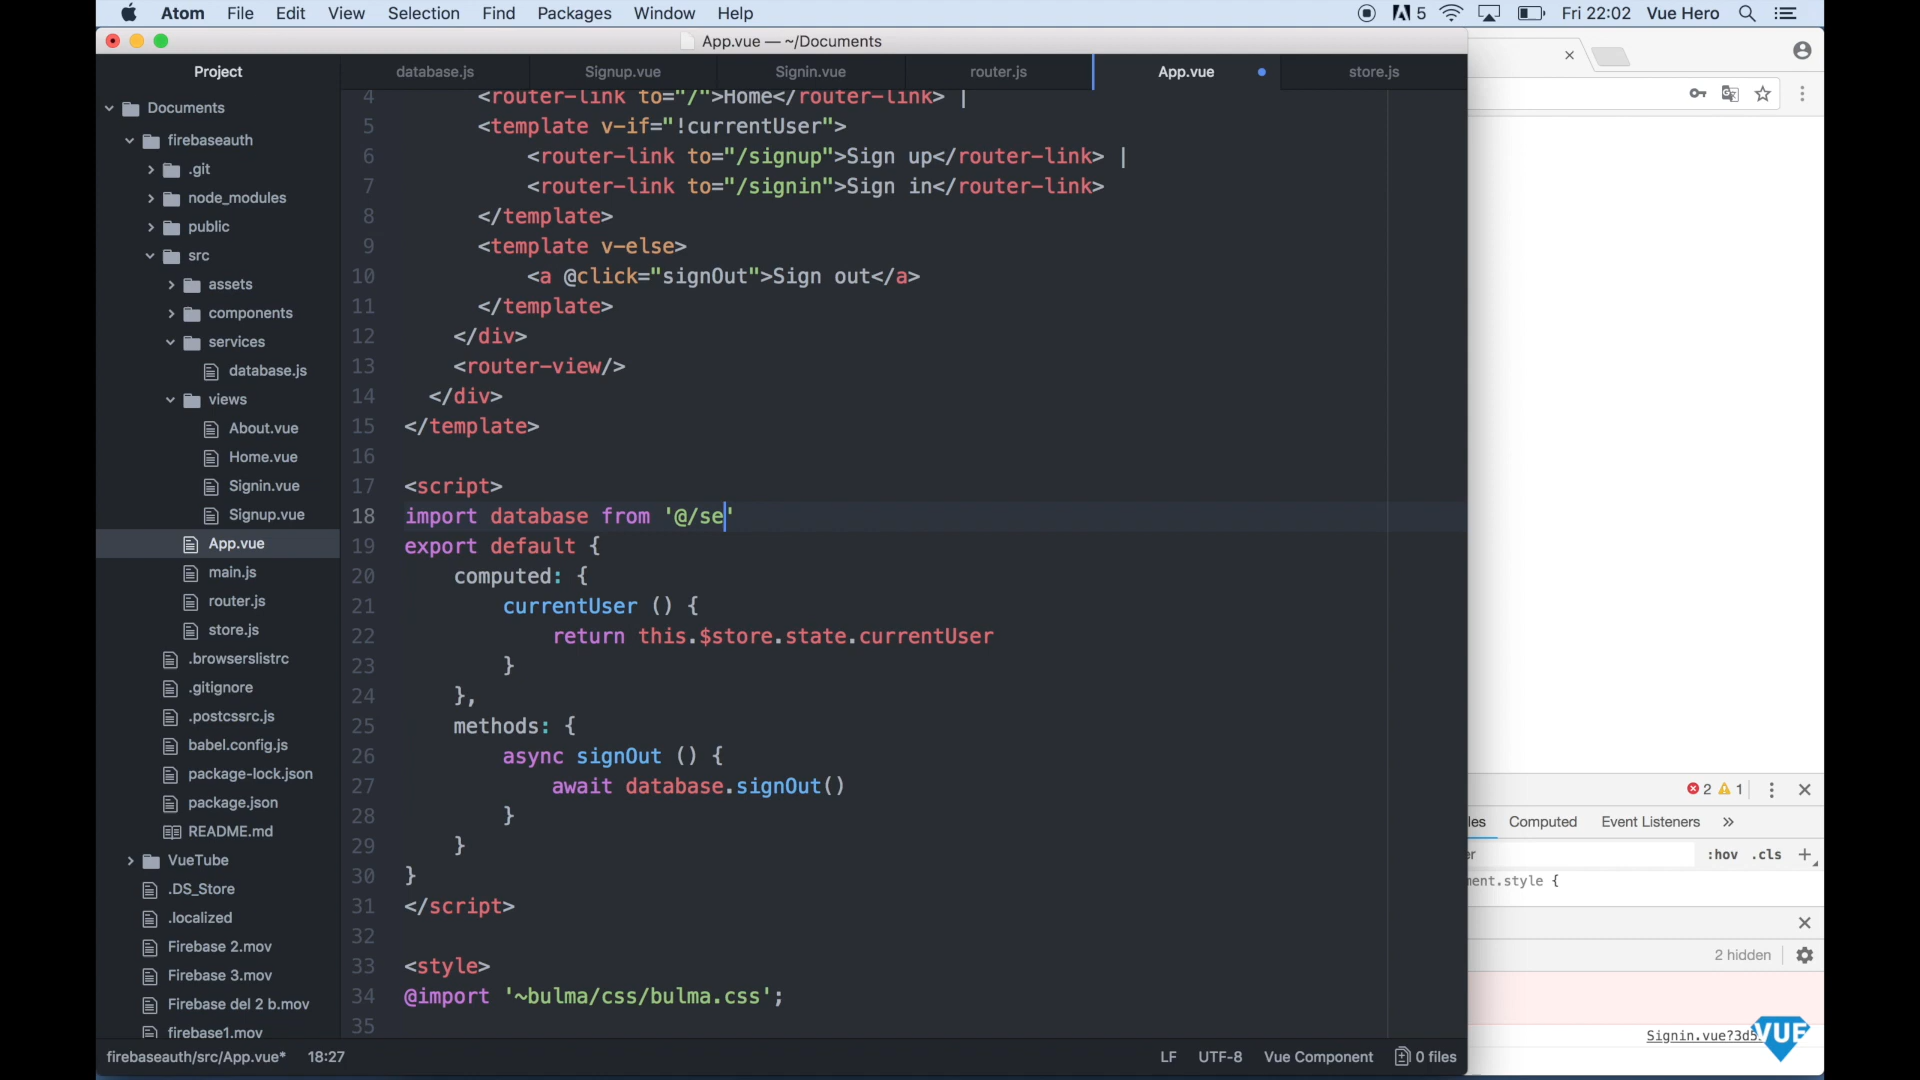 Atom File Edit View Selection Find Packages Window Help 5 Fri 22:02 Vue Hero
App.vue — ~/Documents
Project
database.js Signup.vue Signin.vue router.js App.vue store.js
Documents
firebaseauth
.git
node_modules
public
src
assets
components
services
database.js
views
About.vue
Home.vue
Signin.vue
Signup.vue
App.vue
main.js
router.js
store.js
.browserslistrc
.gitignore
.postcssrc.js
babel.config.js
package-lock.json
package.json
README.md
VueTube
.DS_Store
.localized
Firebase 2.mov
Firebase 3.mov
Firebase del 2 b.mov
firebase1.mov
4 <router-link to="/">Home</router-link> |
5 <template v-if="!currentUser">
6 <router-link to="/signup">Sign up</router-link> |
7 <router-link to="/signin">Sign in</router-link>
8 </template>
9 <template v-else>
10 <a @click="signOut">Sign out</a>
11 </template>
12 </div>
13 <router-view/>
14 </div>
15 </template>
16
17 <script>
18 import database from '@/se'
19 export default {
20 computed: {
21 currentUser () {
22 return this.$store.state.currentUser
23 }
24 },
25 methods: {
26 async signOut () {
27 await database.signOut()
28 }
29 }
30 }
31 </script>
32
33 <style>
34 @import '~bulma/css/bulma.css';
35
firebaseauth/src/App.vue* 18:27 LF UTF-8 Vue Component 0 files
2 1
les Computed Event Listeners »
er :hov .cls +
ment.style {
2 hidden
Signin.vue?3d5
VUE